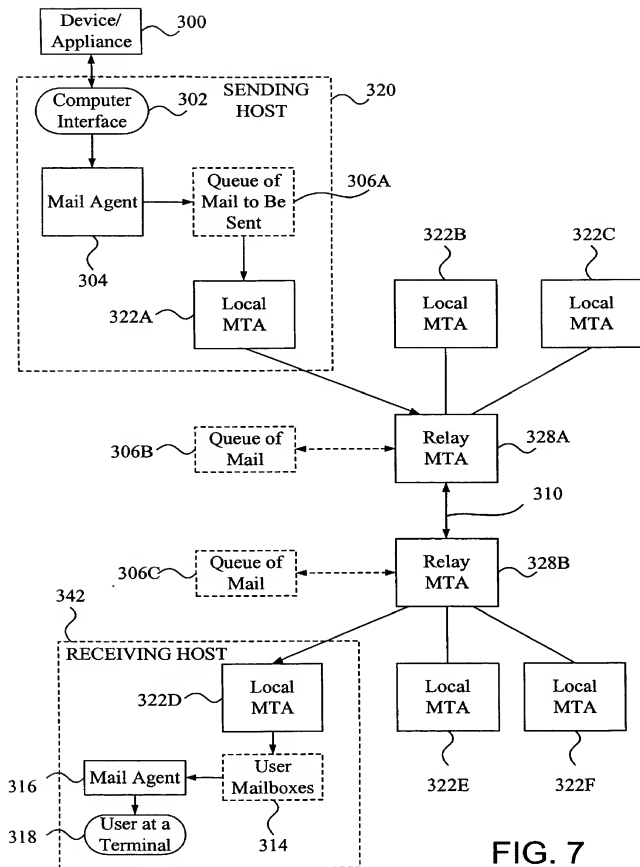 Device/
Appliance
300
Computer
Interface
302
SENDING
HOST
320
Mail Agent
304
Queue of
Mail to Be
Sent
306A
322A
Local
MTA
322B
Local
MTA
322C
Local
MTA
306B
Queue of
Mail
Relay
MTA
328A
310
306C
Queue of
Mail
Relay
MTA
328B
342
RECEIVING HOST
322D
Local
MTA
Local
MTA
322E
Local
MTA
322F
316
Mail Agent
User
Mailboxes
314
318
User at a
Terminal
FIG. 7